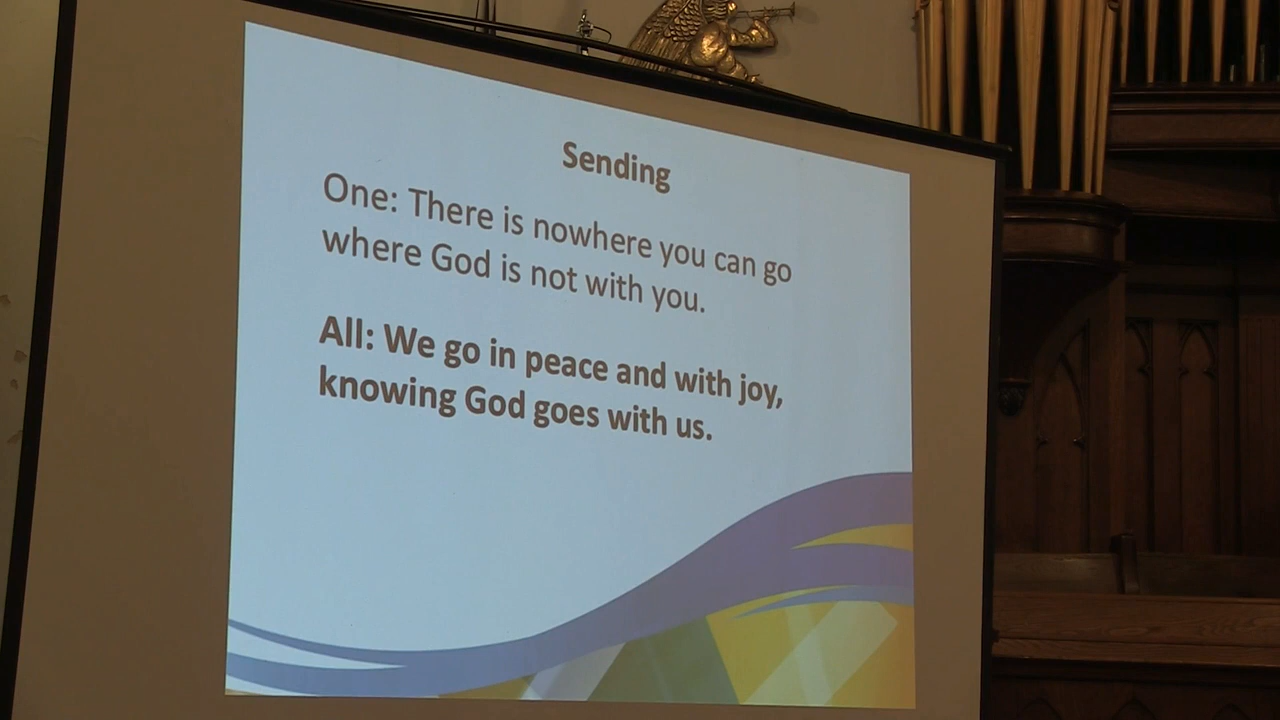 Sending
One: There is nowhere you can go
where God is not with you.
All: We go in peace and with joy,
knowing God goes with us.